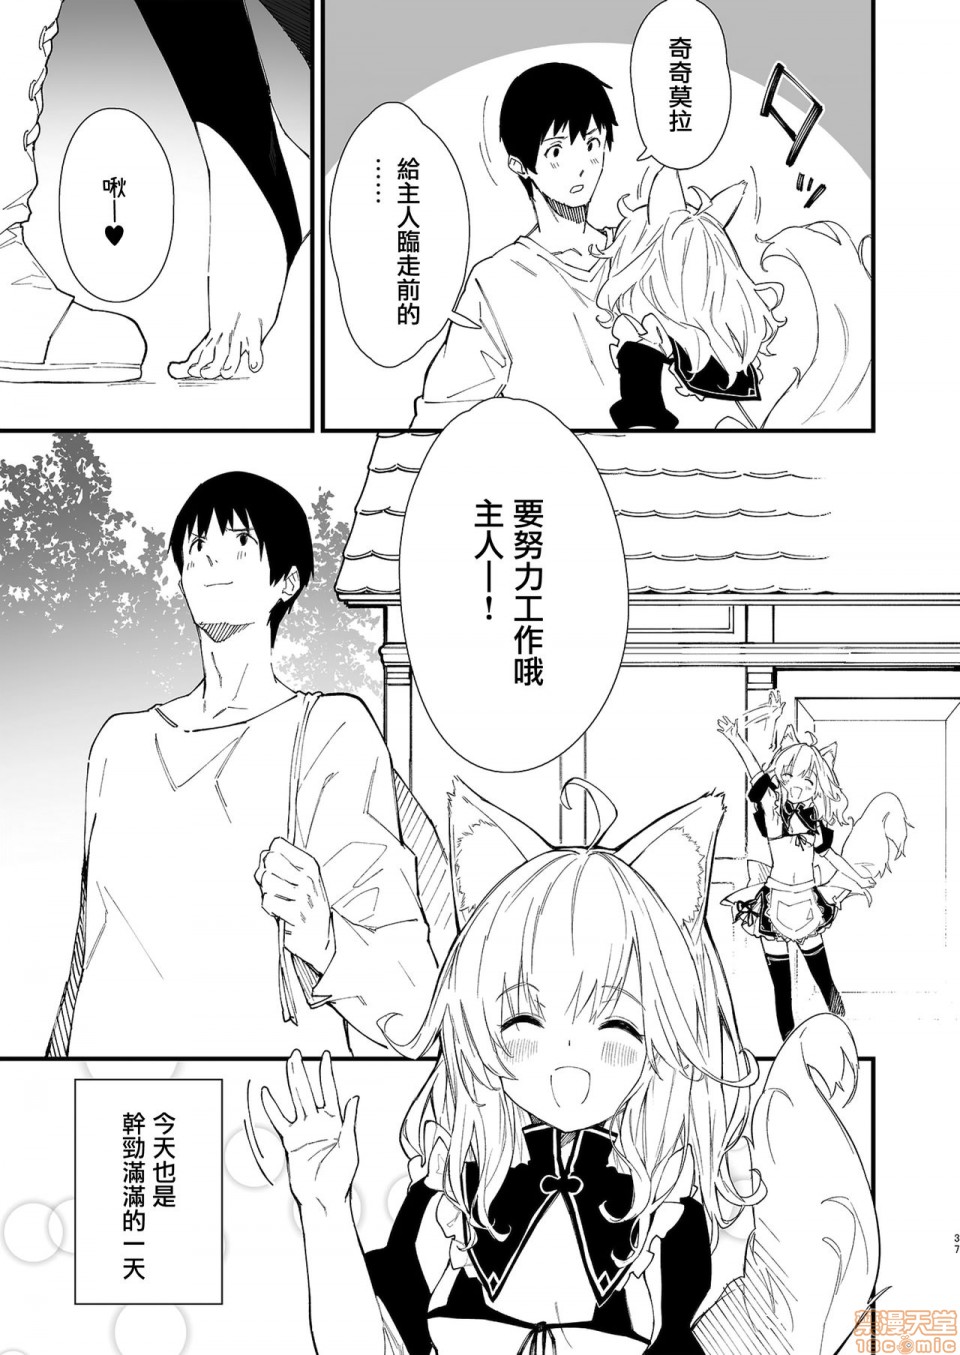 奇奇莫拉
給主人臨走前的
……
啾—♥
要努力工作哦
主人—！
今天也是
幹勁滿滿的一天
37
禁漫天堂
18comic